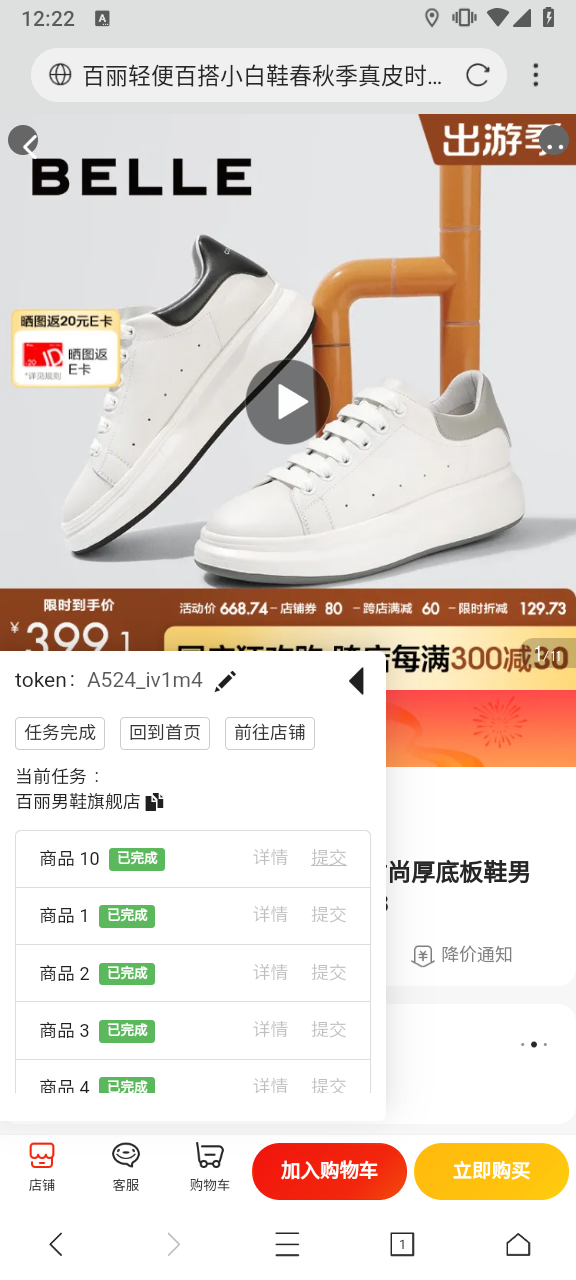 12:22
A
百丽轻便百搭小白鞋春秋季真皮时...
出游季
BELLE
晒图返20元E卡
晒图返
E卡
*详见规则
限时到手价
活动价 668.74 – 店铺券 80 – 跨店满减 60 – 限时折减 129.73
¥399.1
每满300减30
1/11
token: A524_iv1m4
任务完成
回到首页
前往店铺
当前任务：
百丽男鞋旗舰店
商品 10 已完成 详情 提交
商品 1 已完成 详情 提交
商品 2 已完成 详情 提交
商品 3 已完成 详情 提交
商品 4 已完成 详情 提交
尚厚底板鞋男
降价通知
店铺
客服
购物车
加入购物车
立即购买
1